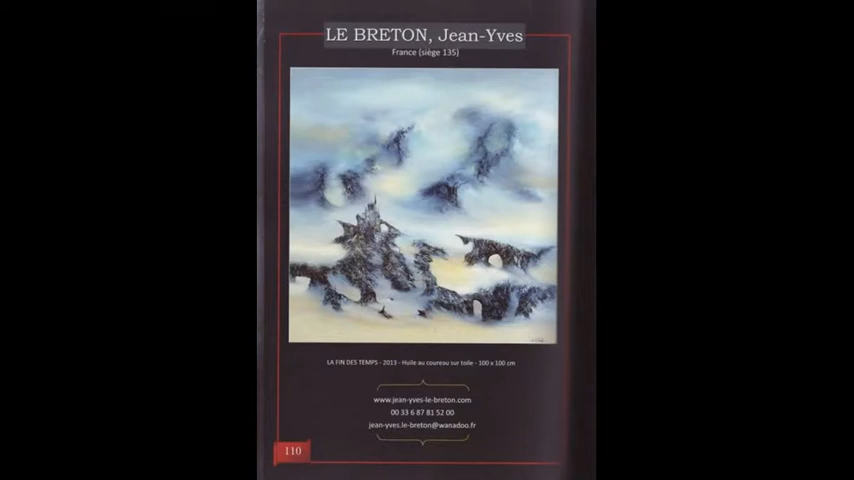 LE BRETON, Jean-Yves
France (siège 135)
LA FIN DES TEMPS - 2013 - Huile au couteau sur toile - 100 x 100 cm
www.jean-yves-le-breton.com
00 33 6 87 81 52 00
jean-yves.le-breton@wanadoo.fr
110